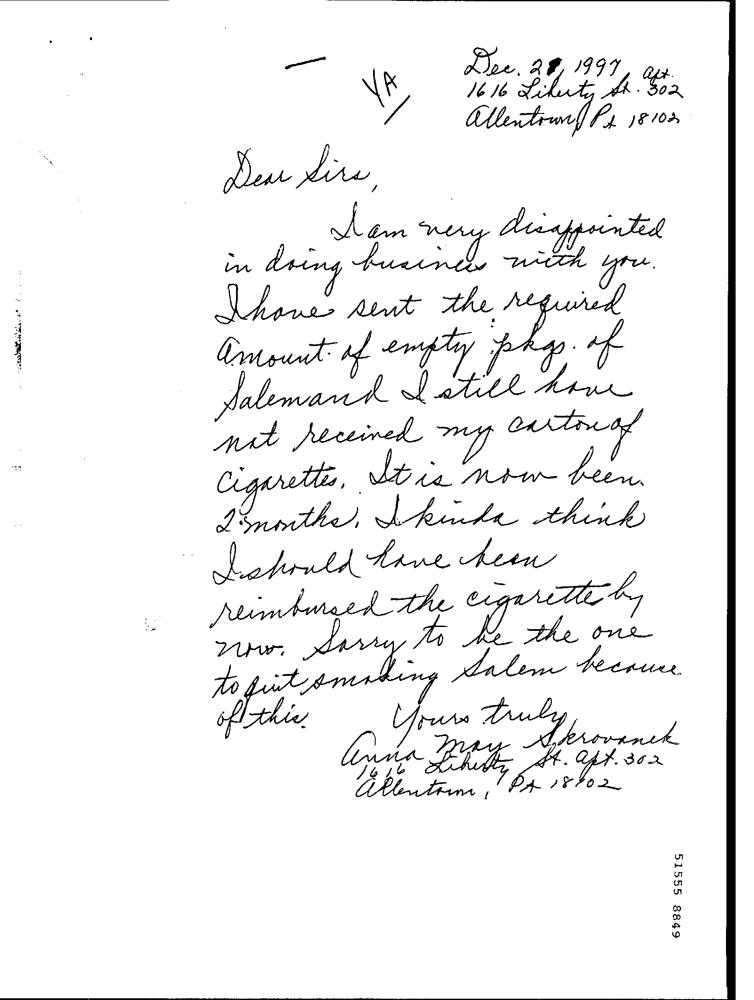 Dec. 27, 1997
YA
1616 Liberty St. Apt. 302
Allentown, PA 18102
Dear Sirs,
I am very disappointed
in doing business with you.
I have sent the required
amount of empty pkgs. of
Salem and I still have
not received my carton of
cigarettes. It is now been
2 months. I kinda think
I should have been
reimbursed the cigarettes by
now. Sorry to be the one
to quit smoking Salem because
of this.
Yours truly,
Anna May Skrovanek
1616 Liberty St. Apt. 302
Allentown, PA 18102
51555 8849